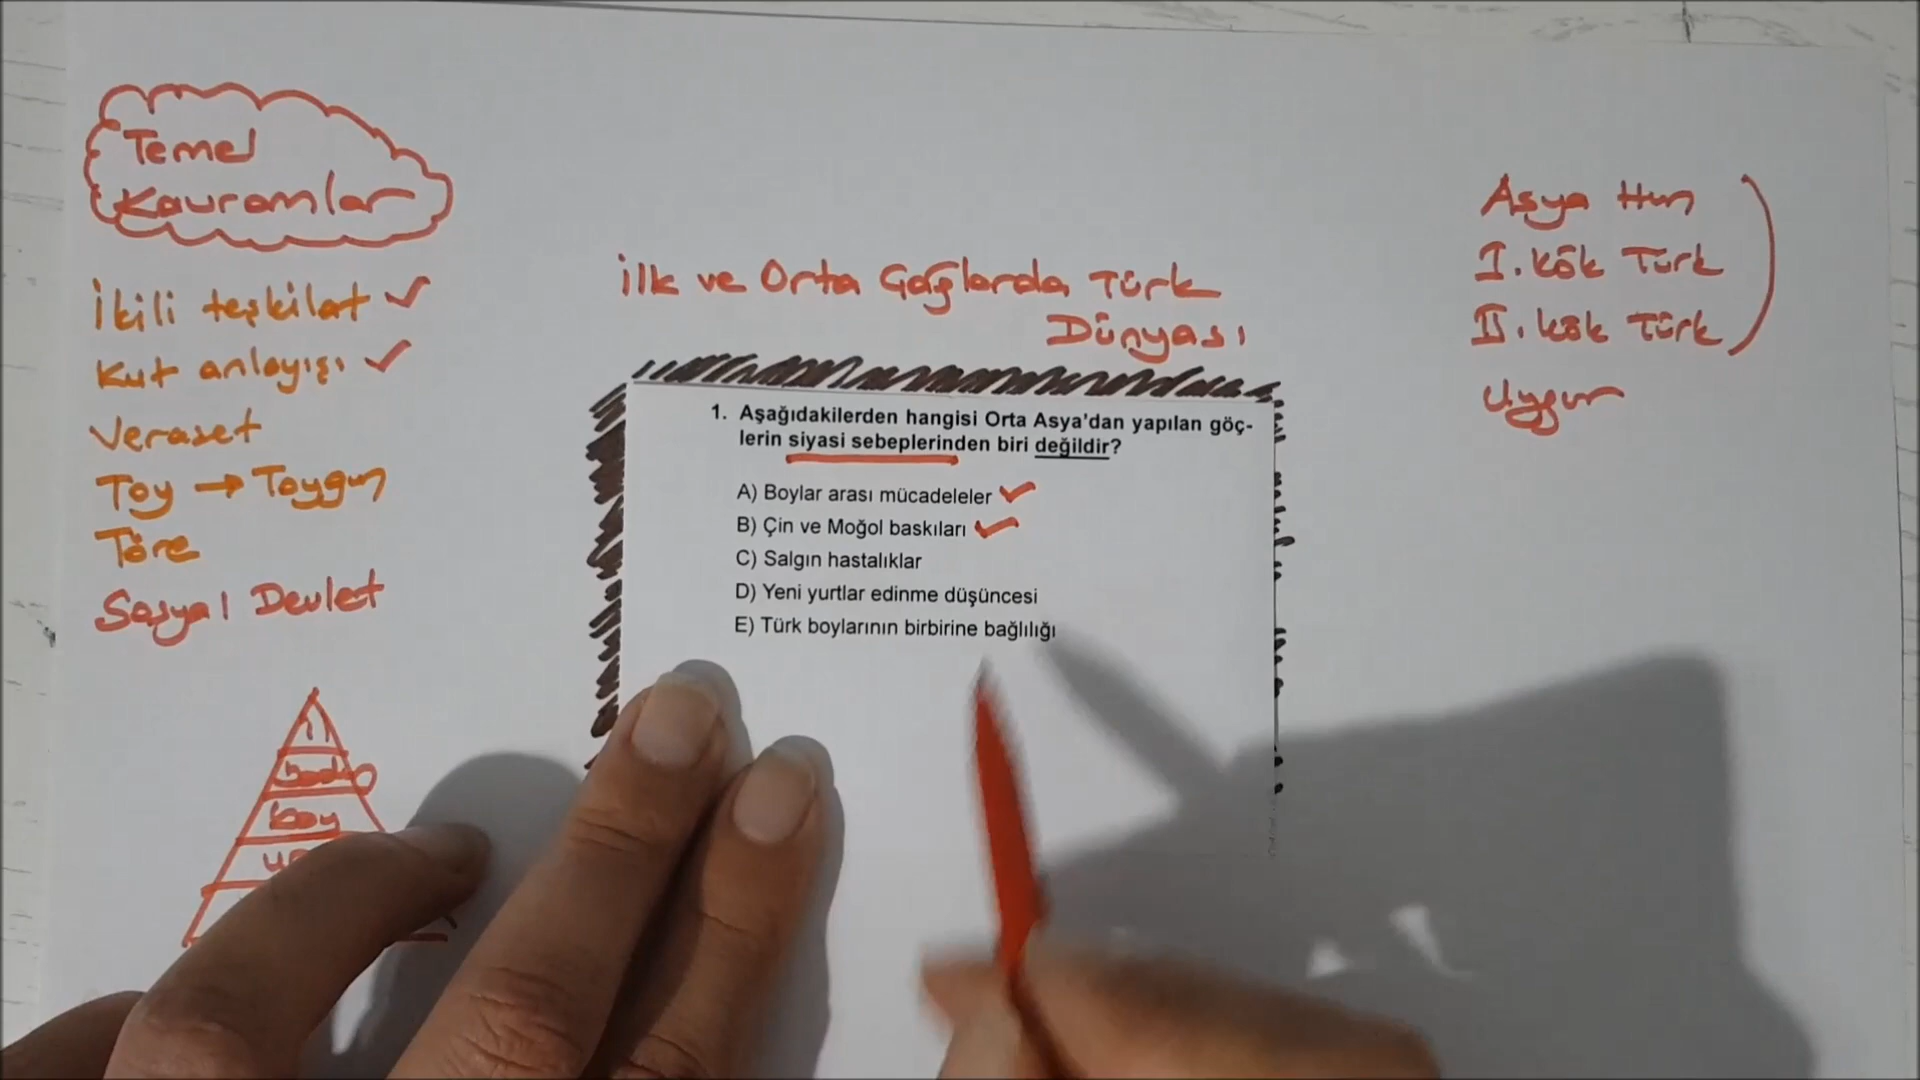 Temel
Kavramlar
İkili teşkilat ✓
Kut anlayışı ✓
Veraset
Toy → Toygun
Töre
Sosyal Devlet
boy
İlk ve Orta Çağlarda Türk
Dünyası
1. Aşağıdakilerden hangisi Orta Asya'dan yapılan göç-
lerin siyasi sebeplerinden biri değildir?
A) Boylar arası mücadeleler ✓
B) Çin ve Moğol baskıları ✓
C) Salgın hastalıklar
D) Yeni yurtlar edinme düşüncesi
E) Türk boylarının birbirine bağlılığı
Asya Hun
I. Kök Türk
II. Kök Türk
Uygur